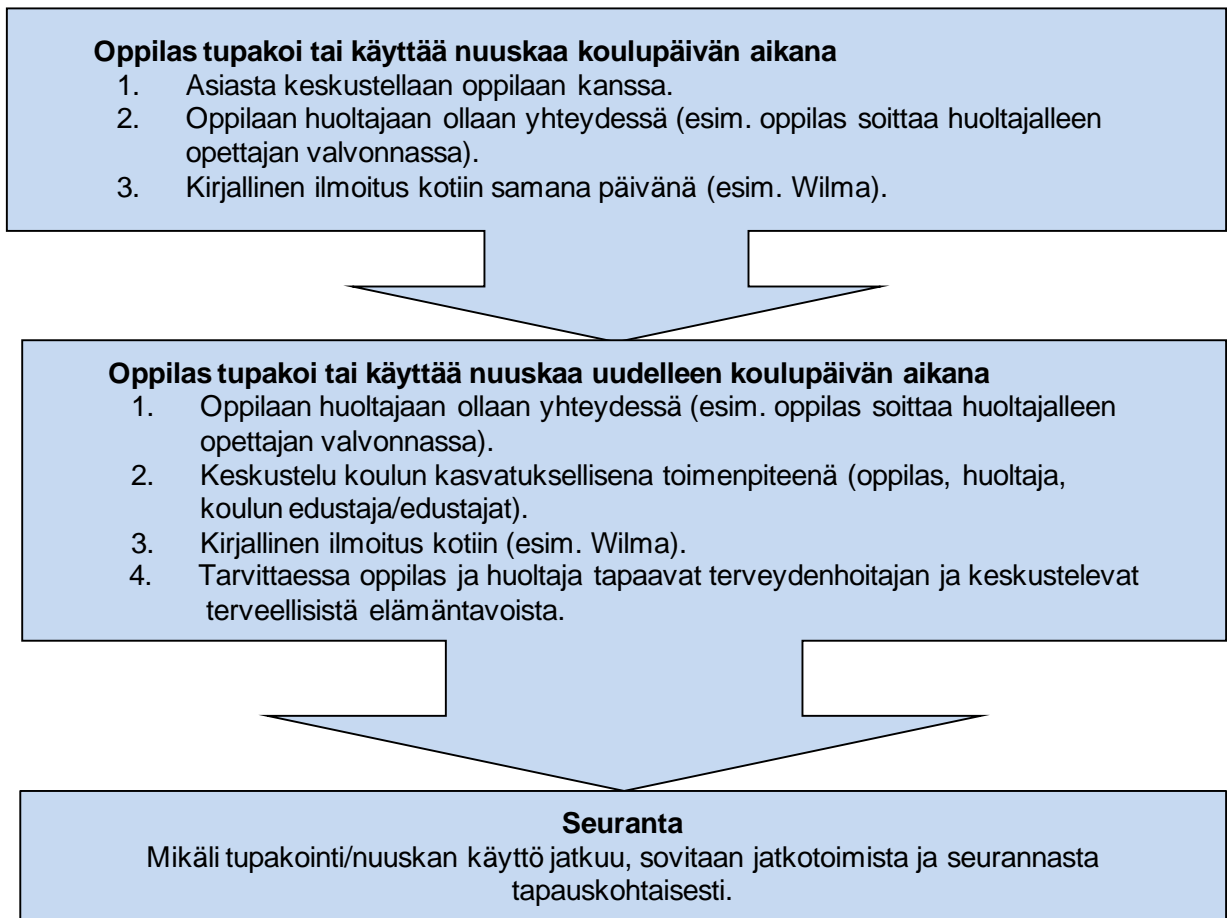 Oppilas tupakoi tai käyttää nuuskaa koulupäivän aikana
1. Asiasta keskustellaan oppilaan kanssa.
2. Oppilaan huoltajaan ollaan yhteydessä (esim. oppilas soittaa huoltajalleen
opettajan valvonnassa).
3. Kirjallinen ilmoitus kotiin samana päivänä (esim. Wilma).
Oppilas tupakoi tai käyttää nuuskaa uudelleen koulupäivän aikana
1. Oppilaan huoltajaan ollaan yhteydessä (esim. oppilas soittaa huoltajalleen
opettajan valvonnassa).
2. Keskustelu koulun kasvatuksellisena toimenpiteenä (oppilas, huoltaja,
koulun edustaja/edustajat).
3. Kirjallinen ilmoitus kotiin (esim. Wilma).
4. Tarvittaessa oppilas ja huoltaja tapaavat terveydenhoitajan ja keskustelevat
terveellisistä elämäntavoista.
Seuranta
Mikäli tupakointi/nuuskan käyttö jatkuu, sovitaan jatkotoimista ja seurannasta
tapauskohtaisesti.